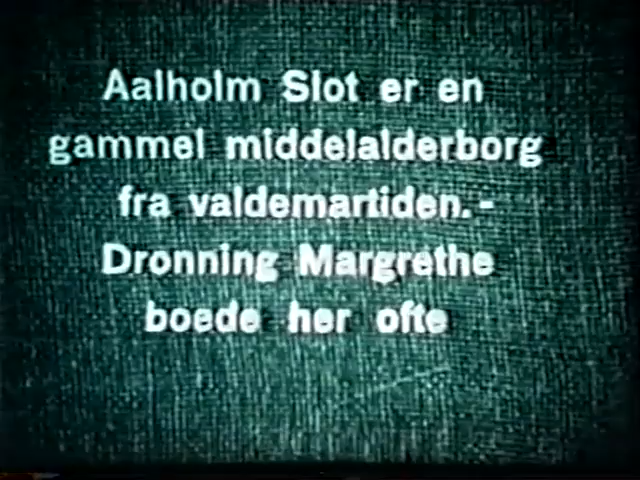 Aalholm Slot er en
gammel middelalderborg
fra valdemartiden. -
Dronning Margrethe
boede her ofte